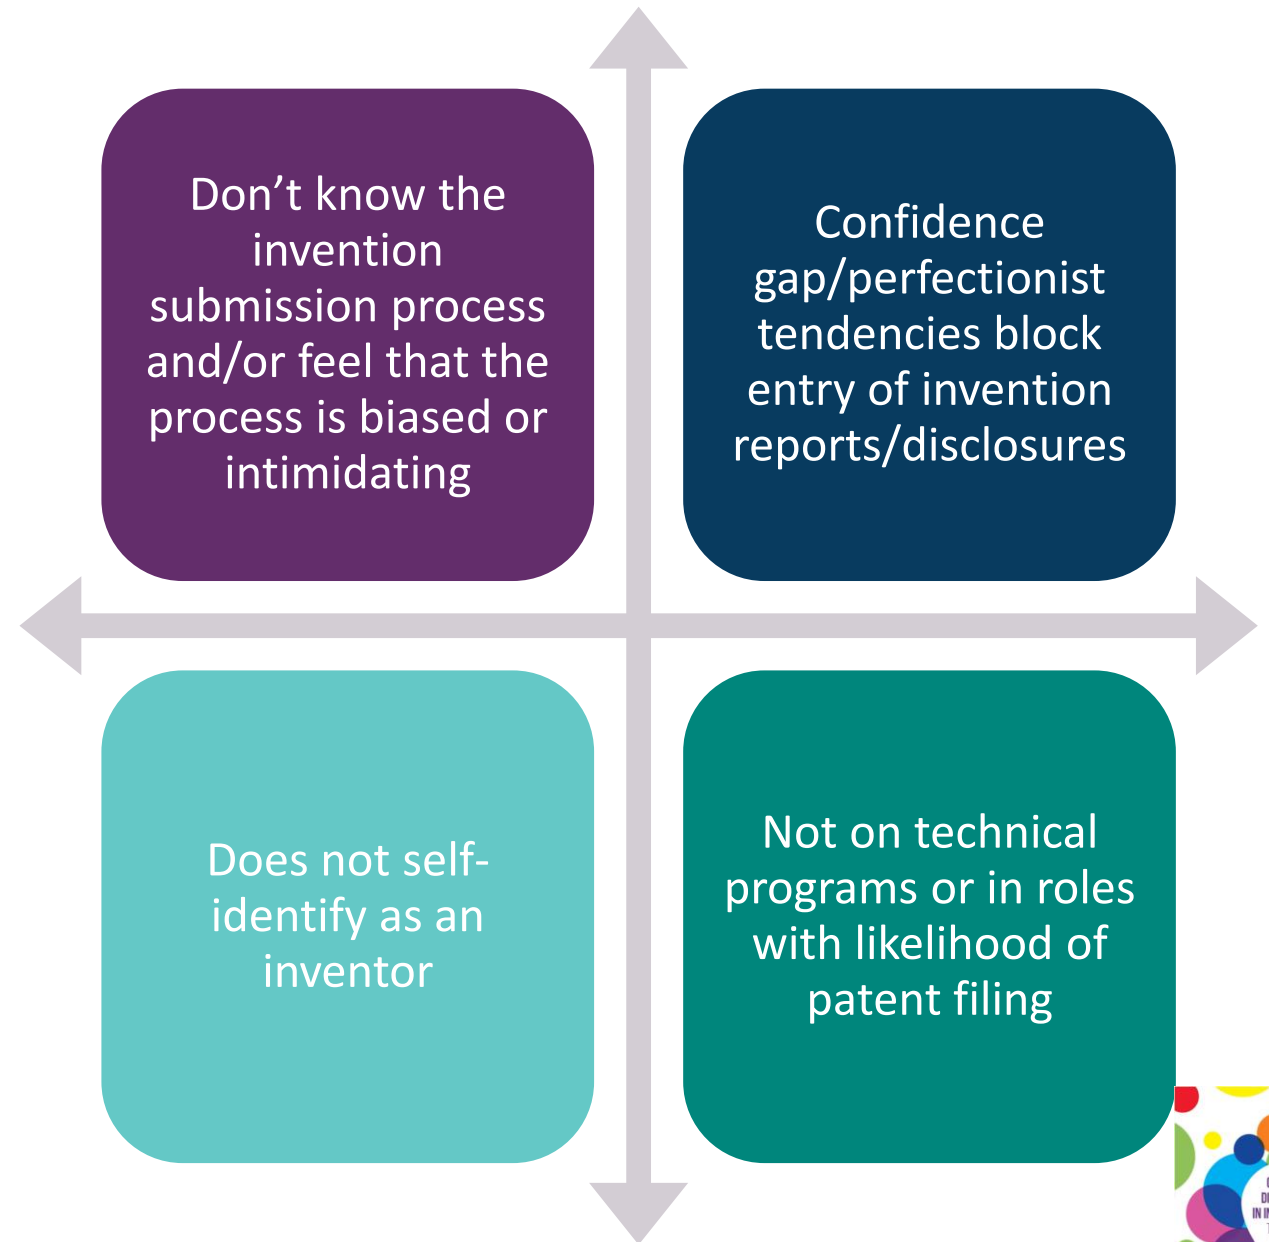 Don’t know the
invention
submission process
and/or feel that the
process is biased or
intimidating
Confidence
gap/perfectionist
tendencies block
entry of invention
reports/disclosures
Does not self-
identify as an
inventor
Not on technical
programs or in roles
with likelihood of
patent filing